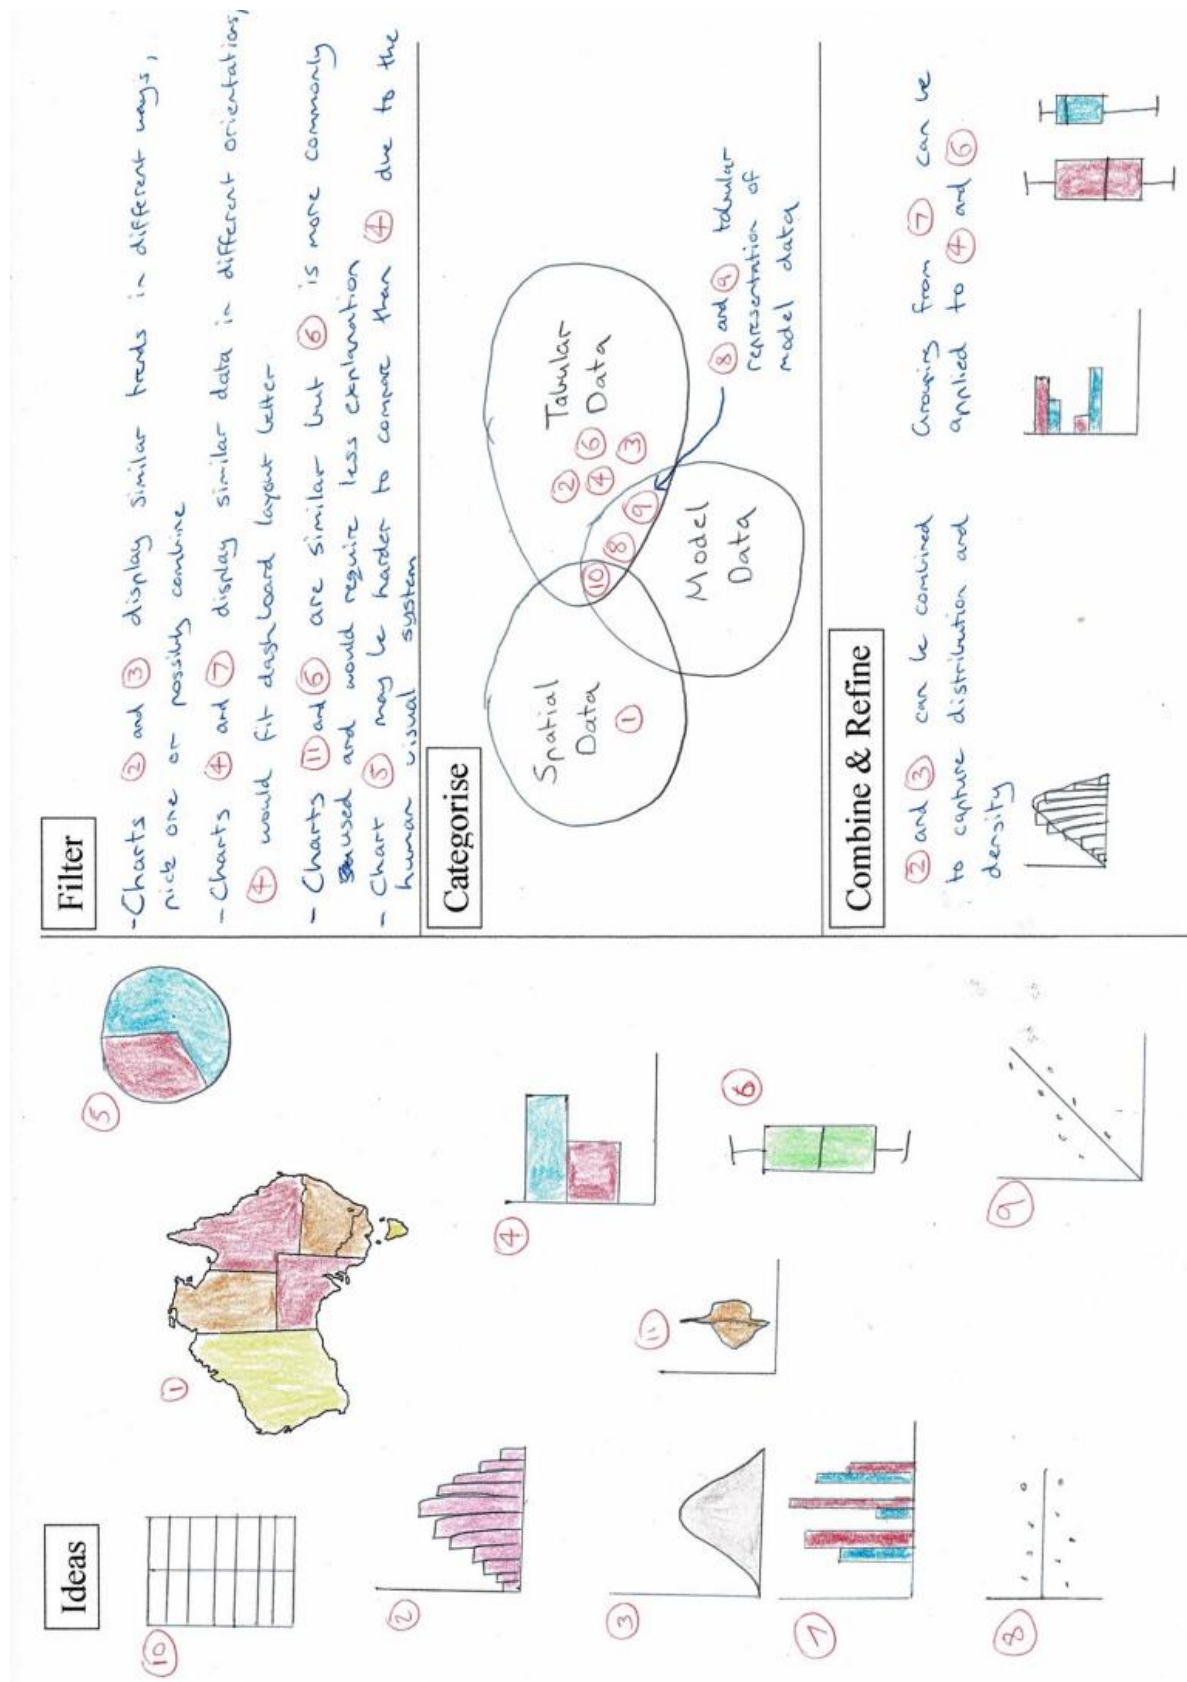 Ideas
10
1
5
2
4
3
11
6
7
8
9
Filter
-Charts 2 and 3 display similar trends in different ways,
pick one or possibly combine
- Charts 4 and 7 display similar data in different orientations,
4 would fit dashboard layout better
- Charts 11 and 6 are similar but 6 is more commonly
used and would require less explanation
- Chart 5 may be harder to compare than 4 due to the
human visual system
Categorise
Spatial
Data
1
Tabular
Data
2
6
4
3
10
8
9
Model
Data
8 and 9 tabular
representation of
model data
Combine & Refine
2 and 3 can be combined
to capture distribution and
density
Grouping from 7 can be
applied to 4 and 6